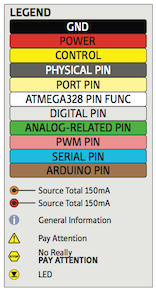 LEGEND
GND
POWER
CONTROL
PHYSICAL PIN
PORT PIN
ATMEGA328 PIN FUNC
DIGITAL PIN
ANALOG-RELATED PIN
PWM PIN
SERIAL PIN
ARDUINO PIN
Source Total 150mA
Source Total 150mA
i General Information
! Pay Attention
No Really
PAY ATTENTION
LED